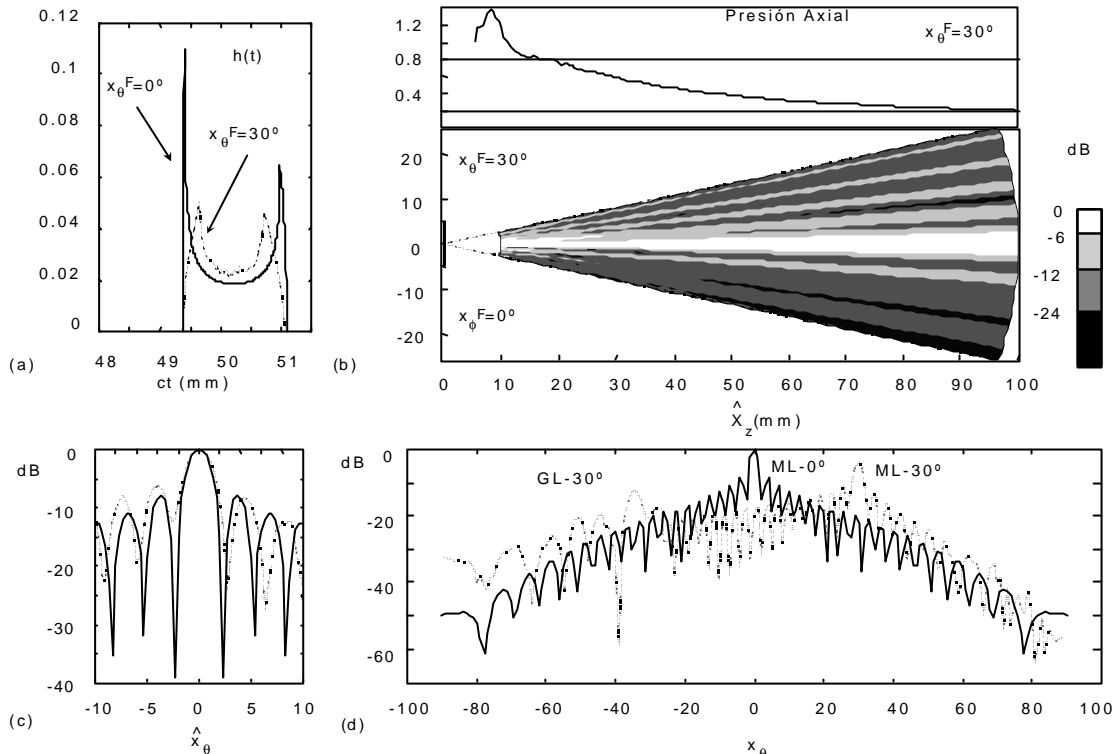 0.12
0.1
0.08
0.06
0.04
0.02
0
h(t)
x_θ^F=0º
x_θ^F=30º
48 49 50 51
ct (mm)
(a)
Presión Axial
x_θ^F=30º
1.2
0.8
0.4
x_θ^F=30º
x_ϕ^F=0º
20
10
0
-10
-20
0 10 20 30 40 50 60 70 80 90 100
X̂_z(mm)
(b)
dB
0
-6
-12
-24
dB
0
-10
-20
-30
-40
-10 -5 0 5 10
x̂_θ
(c)
dB
0
-20
-40
-60
GL-30º
ML-0º
ML-30º
-100 -80 -60 -40 -20 0 20 40 60 80 100
x_θ
(d)